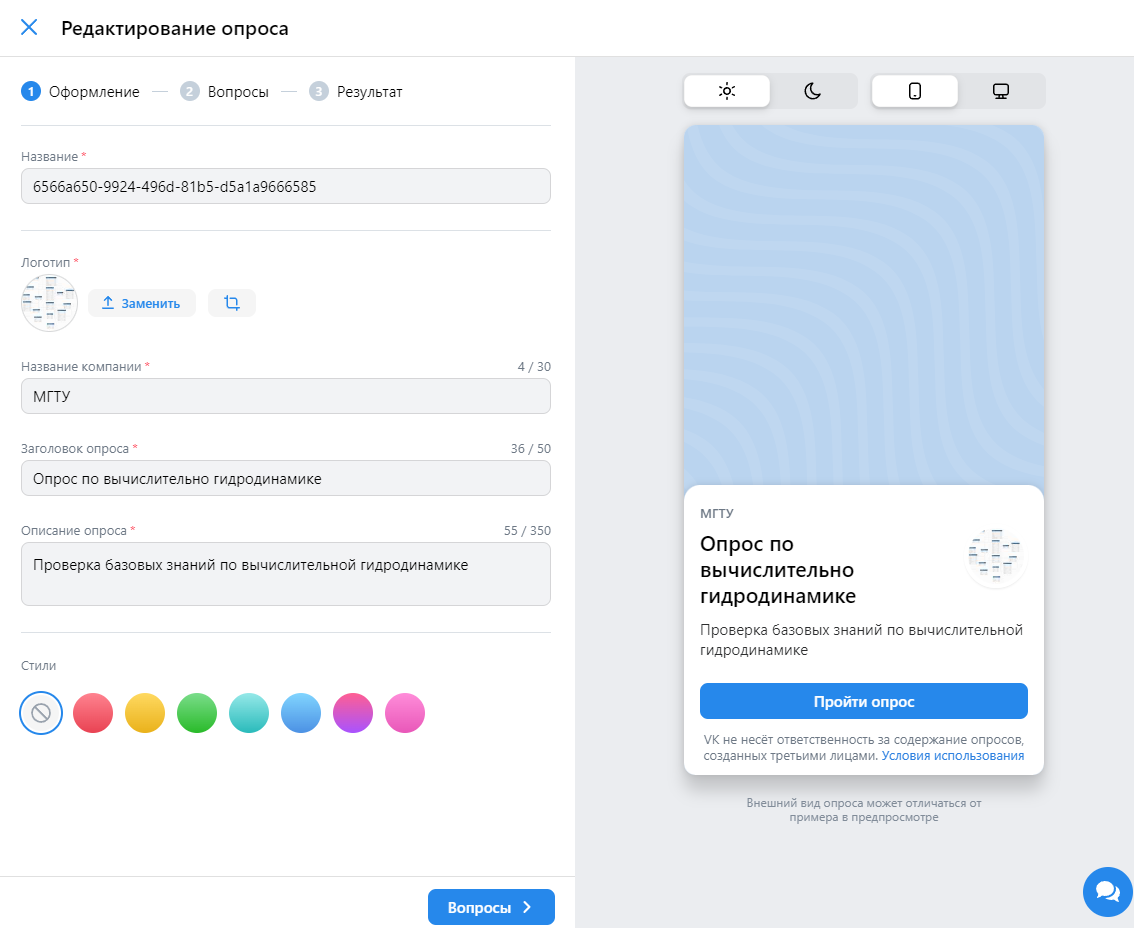 Редактирование опроса
1 Оформление — 2 Вопросы — 3 Результат
Название *
6566a650-9924-496d-81b5-d5a1a9666585
Логотип *
Заменить
Название компании * 4 / 30
МГТУ
Заголовок опроса * 36 / 50
Опрос по вычислительно гидродинамике
Описание опроса * 55 / 350
Проверка базовых знаний по вычислительной гидродинамике
Стили
Вопросы
МГТУ
Опрос по
вычислительно
гидродинамике
Проверка базовых знаний по вычислительной
гидродинамике
Пройти опрос
VK не несёт ответственность за содержание опросов,
созданных третьими лицами. Условия использования
Внешний вид опроса может отличаться от
примера в предпросмотре